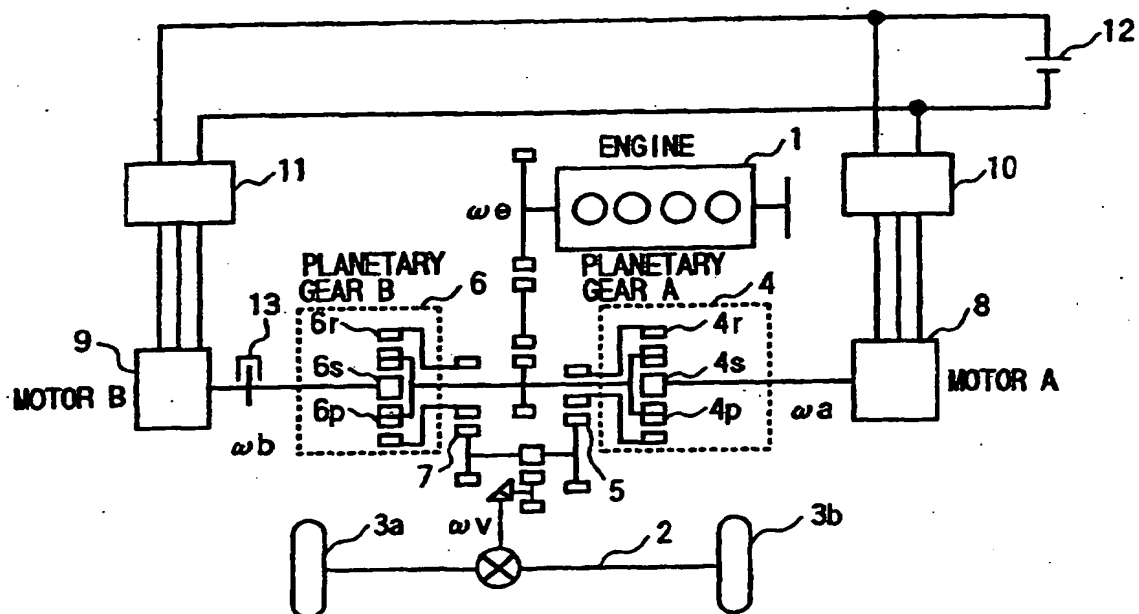 12
ENGINE
1
11
10
ωe
PLANETARY
GEAR B
6
PLANETARY
GEAR A
4
13
8
9
6r
4r
6s
4s
MOTOR B
MOTOR A
6p
4p
ωb
ωa
7
5
ωv
3a
2
3b